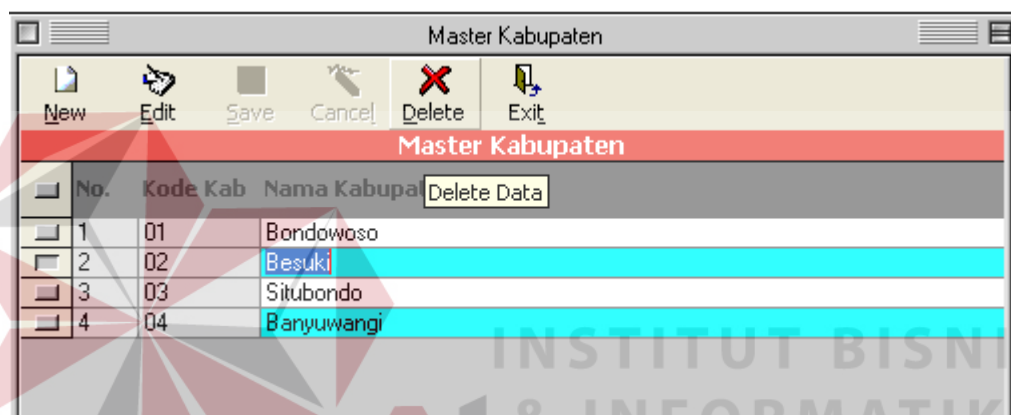 Master Kabupaten
New Edit Save Cancel Delete Exit
Master Kabupaten
No. Kode Kab Nama Kabupat
Delete Data
1 01 Bondowoso
2 02 Besuki
3 03 Situbondo
4 04 Banyuwangi
INSTITUT BISNI
& INFORMATIK